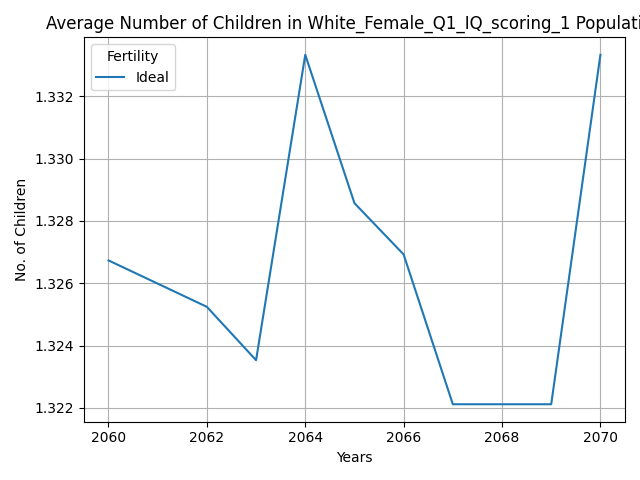 Average Number of Children in White_Female_Q1_IQ_scoring_1 Populati
Fertility
Ideal
No. of Children
1.332
1.330
1.328
1.326
1.324
1.322
2060 2062 2064 2066 2068 2070
Years